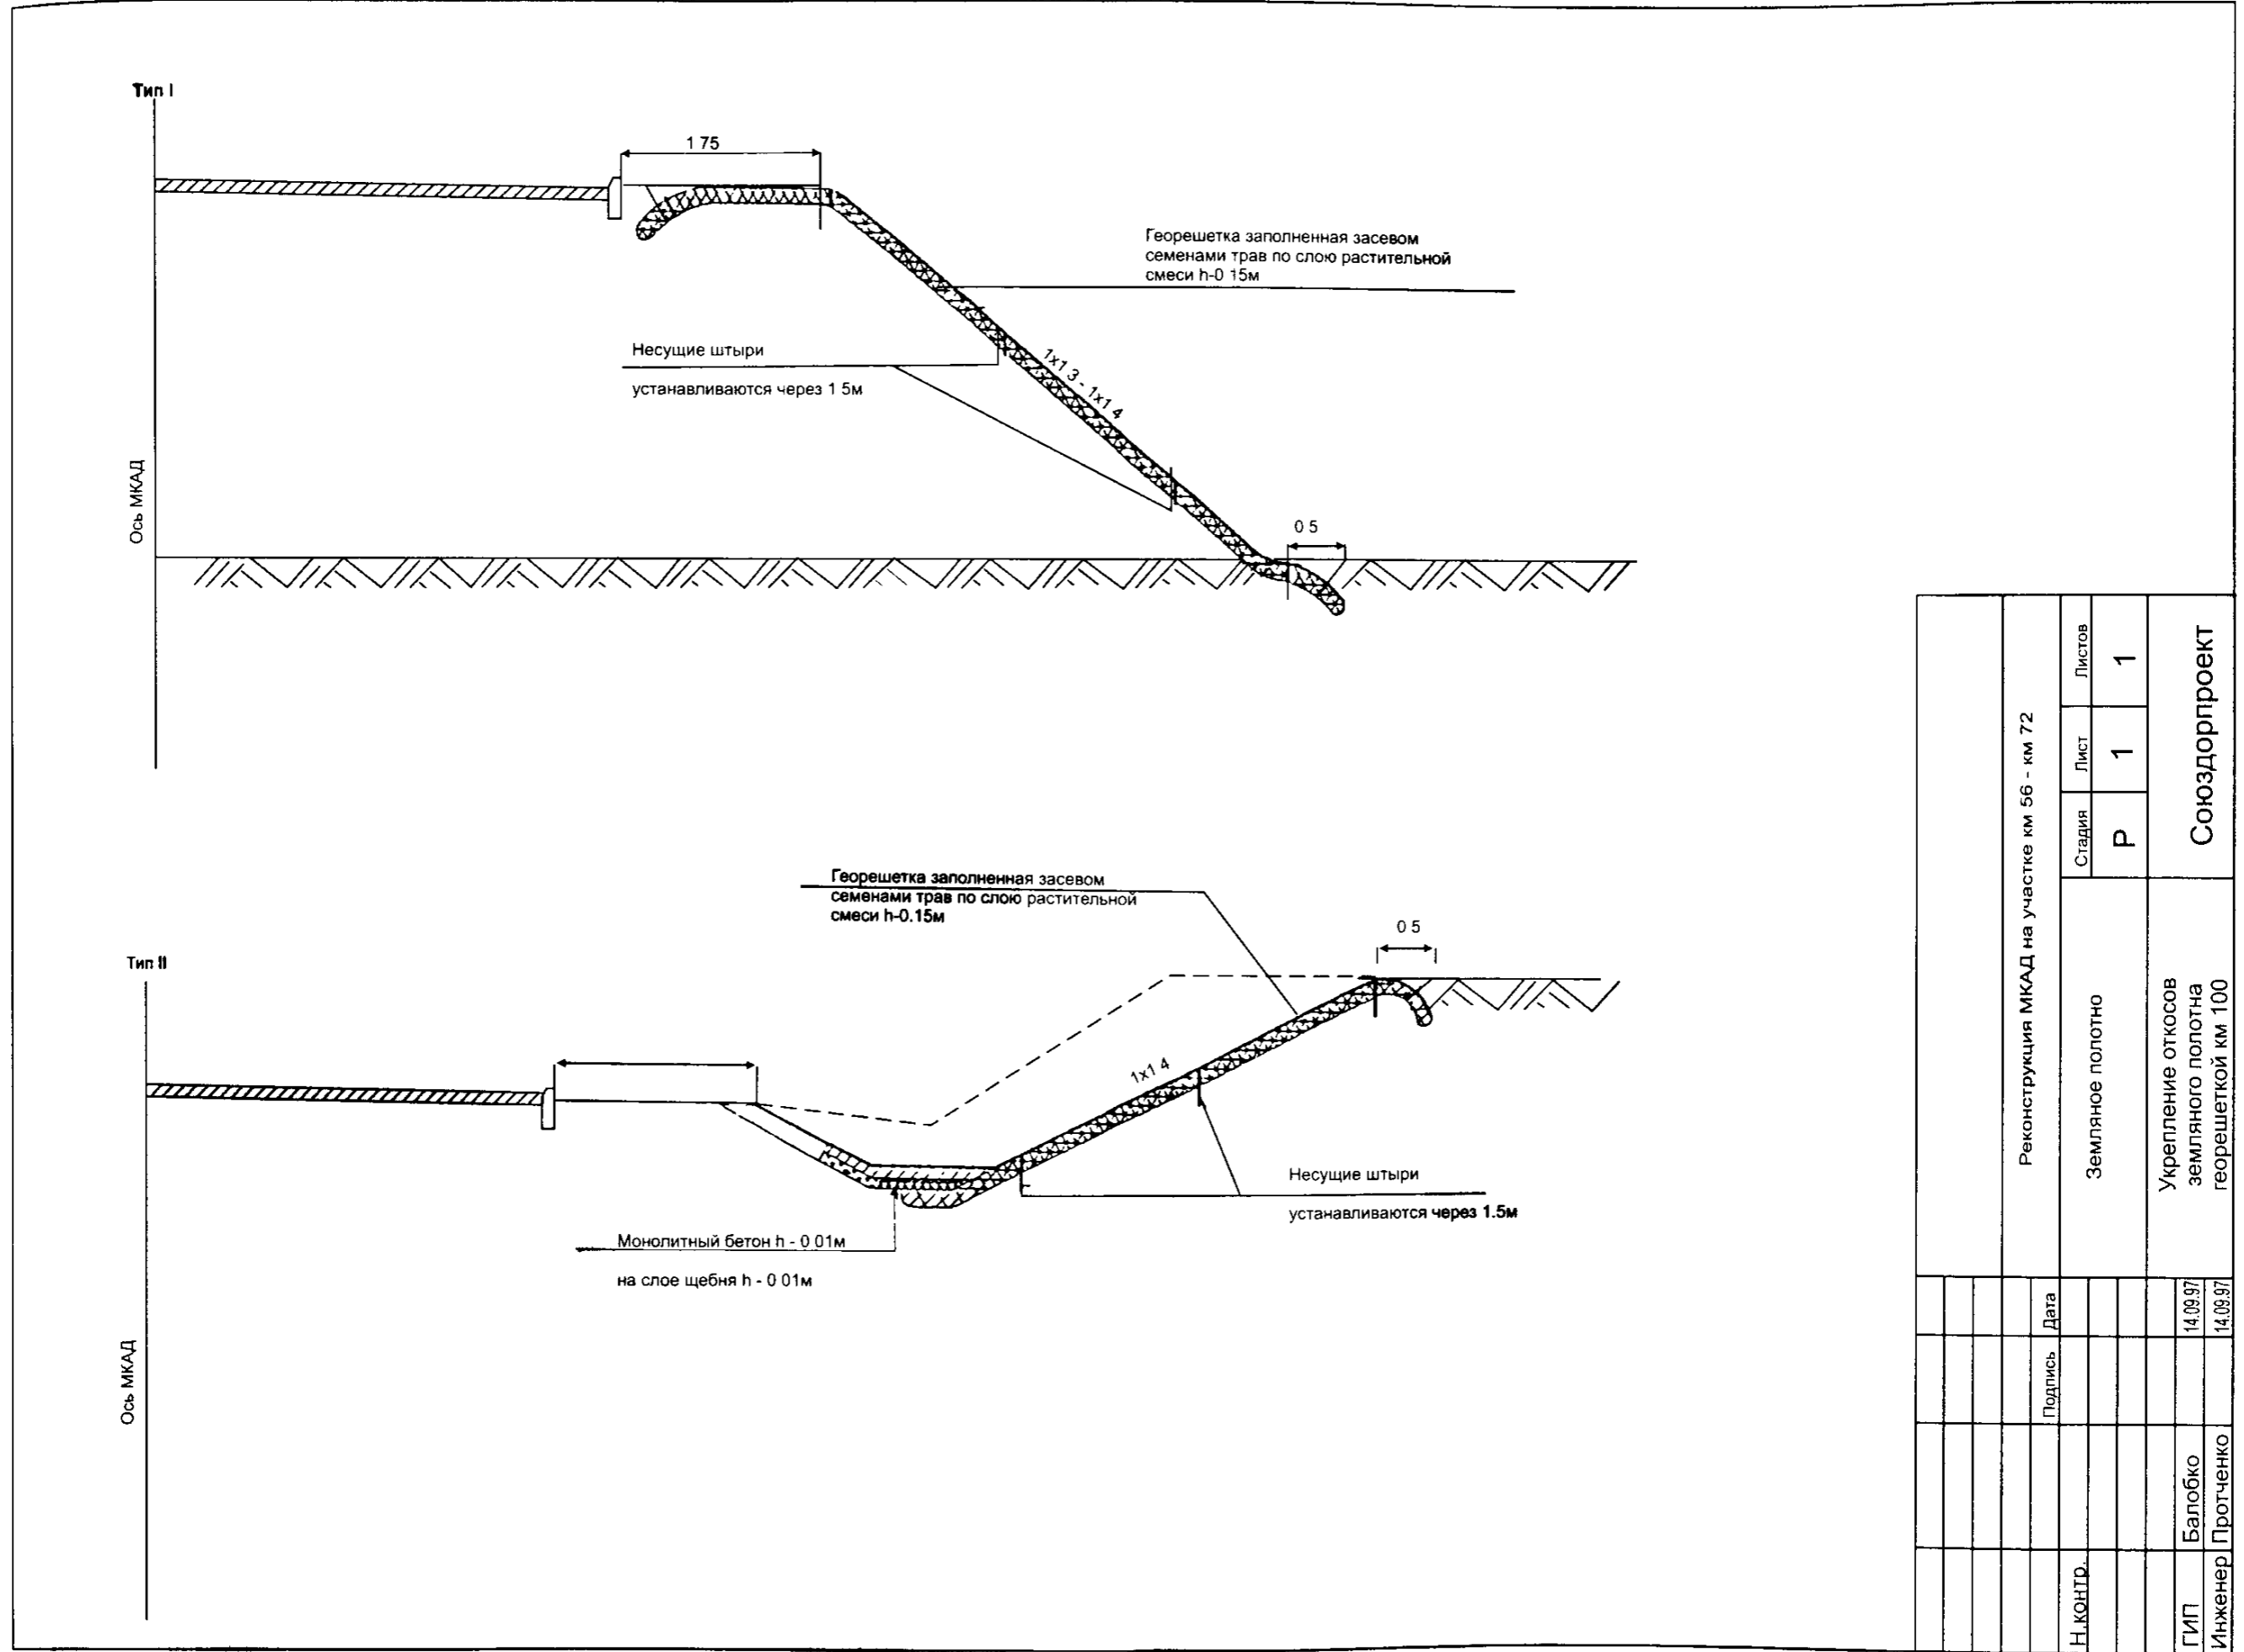 Тип I
1 75
Георешетка заполненная засевом
семенами трав по слою растительной
смеси h-0 15м
Несущие штыри
устанавливаются через 1 5м
1х1 3 - 1х1 4
Ось МКАД
0 5
Георешетка заполненная засевом
семенами трав по слою растительной
смеси h-0.15м
Тип II
0 5
1х1 4
Несущие штыри
устанавливаются через 1.5м
Монолитный бетон h - 0 01м
на слое щебня h - 0 01м
Ось МКАД
Реконструкция МКАД на участке км 56 - км 72
Земляное полотно
Стадия
Лист
Листов
Р
1
1
Укрепление откосов
земляного полотна
георешеткой км 100
Союздорпроект
Подпись
Дата
Н.контр.
ГИП
Балобко
14.09.97
Инженер
Протченко
14.09.97